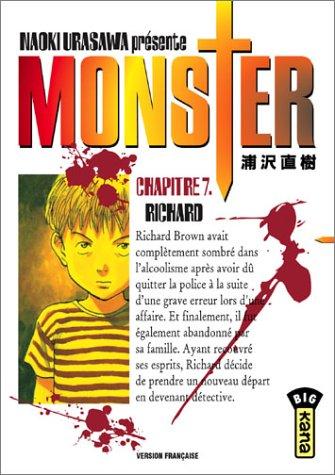 NAOKI URASAWA présente
MONSTER
浦沢直樹
CHAPITRE 7.
RICHARD
Richard Brown avait
complètement sombré dans
l'alcoolisme après avoir dû
quitter la police à la suite
d'une grave erreur lors d'une
affaire. Et finalement, il fut
également abandonné par
sa famille. Ayant recouvré
ses esprits, Richard décide
de prendre un nouveau départ
en devenant détective.
BIG
Kana
VERSION FRANÇAISE